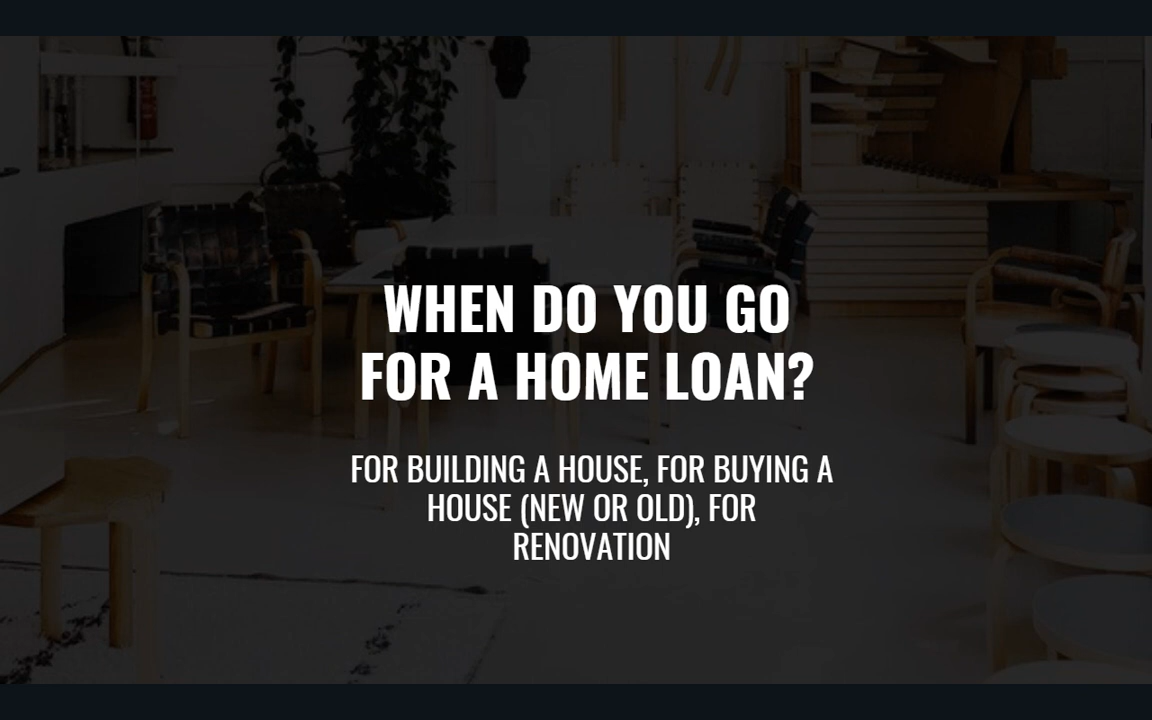 WHEN DO YOU GO
FOR A HOME LOAN?
FOR BUILDING A HOUSE, FOR BUYING A
HOUSE (NEW OR OLD), FOR
RENOVATION